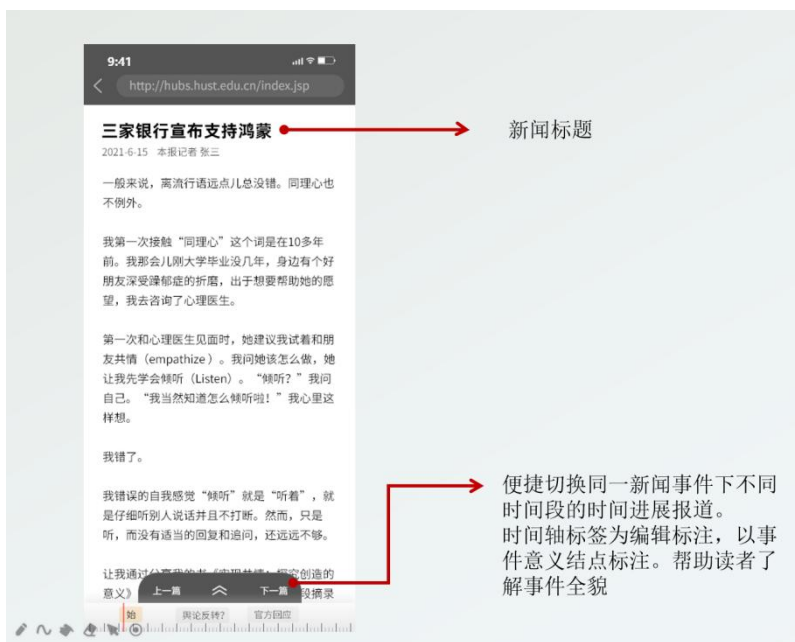 9:41
http://hubs.hust.edu.cn/index.jsp
三家银行宣布支持鸿蒙
2021-6-15 本报记者 张三
一般来说，离流行语远点儿总没错。同理心也
不例外。
我第一次接触“同理心”这个词是在10多年
前。我那会儿刚大学毕业没几年，身边有个好
朋友深受躁郁症的折磨，出于想要帮助她的愿
望，我去咨询了心理医生。
第一次和心理医生见面时，她建议我试着和朋
友共情（empathize）。我问她该怎么做，她
让我先学会倾听（Listen）。“倾听？”我问
自己。“我当然知道怎么倾听啦！”我心里这
样想。
我错了。
我错误的自我感觉“倾听”就是“听着”，就
是仔细听别人说话并且不打断。然而，只是
听，而没有适当的回复和追问，还远远不够。
让我通过 创造的
意义》 段摘录
上一篇 下一篇
始 舆论反转? 官方回应
新闻标题
便捷切换同一新闻事件下不同
时间段的时间进展报道。
时间轴标签为编辑标注，以事
件意义结点标注。帮助读者了
解事件全貌